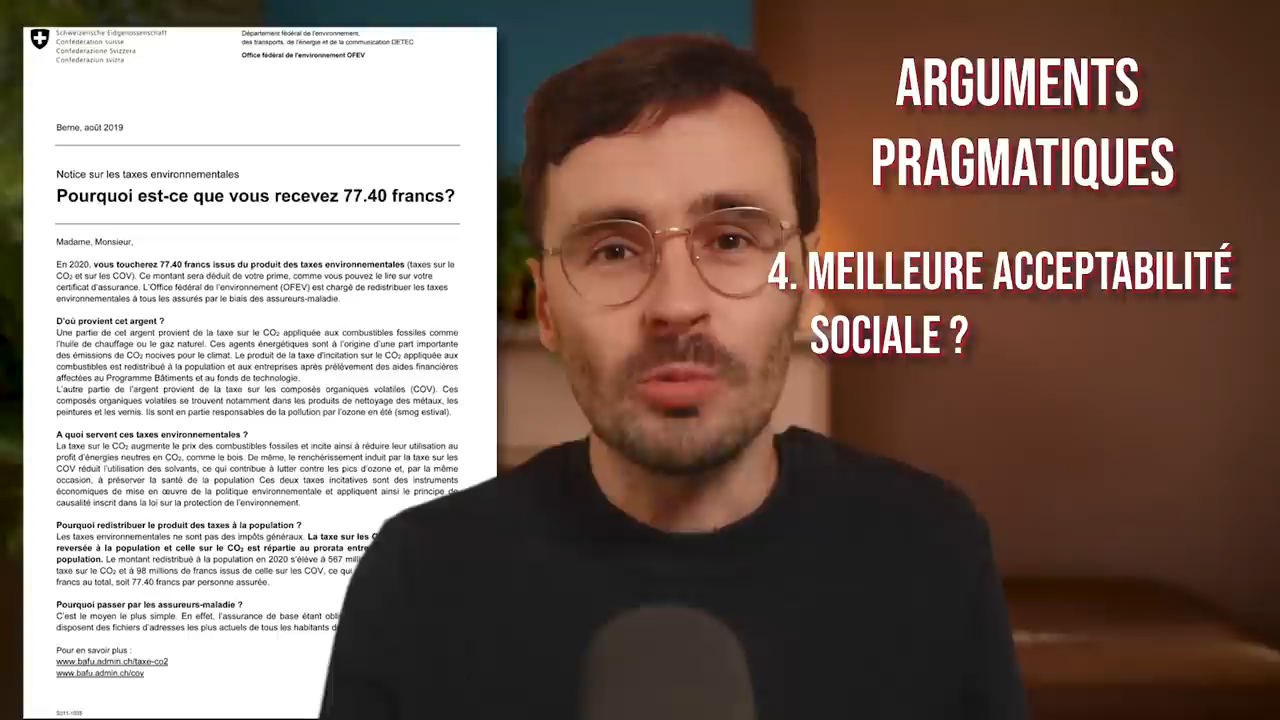 Schweizerische Eidgenossenschaft
Confédération suisse
Confederazione Svizzera
Confederaziun svizra
Département fédéral de l'environnement,
des transports, de l'énergie et de la communication DETEC
Office fédéral de l'environnement OFEV
Berne, août 2019
Notice sur les taxes environnementales
Pourquoi est-ce que vous recevez 77.40 francs?
Madame, Monsieur,
En 2020, vous toucherez 77.40 francs issus du produit des taxes environnementales (taxes sur le
CO₂ et sur les COV). Ce montant sera déduit de votre prime, comme vous pouvez le lire sur votre
certificat d'assurance. L'Office fédéral de l'environnement (OFEV) est chargé de redistribuer les taxes
environnementales à tous les assurés par le biais des assureurs-maladie.
D'où provient cet argent ?
Une partie de cet argent provient de la taxe sur le CO₂ appliquée aux combustibles fossiles comme
l'huile de chauffage ou le gaz naturel. Ces agents énergétiques sont à l'origine d'une part importante
des émissions de CO₂ nocives pour le climat. Le produit de la taxe d'incitation sur le CO₂ appliquée aux
combustibles est redistribué à la population et aux entreprises après prélèvement des aides financières
affectées au Programme Bâtiments et au fonds de technologie.
L'autre partie de l'argent provient de la taxe sur les composés organiques volatiles (COV). Ces
composés organiques volatiles se trouvent notamment dans les produits de nettoyage des métaux, les
peintures et les vernis. Ils sont en partie responsables de la pollution par l'ozone en été (smog estival).
A quoi servent ces taxes environnementales ?
La taxe sur le CO₂ augmente le prix des combustibles fossiles et incite ainsi à réduire leur utilisation au
profit d'énergies neutres en CO₂, comme le bois. De même, le renchérissement induit par la taxe sur les
COV réduit l'utilisation des solvants, ce qui contribue à lutter contre les pics d'ozone et, par la même
occasion, à préserver la santé de la population Ces deux taxes incitatives sont des instruments
économiques de mise en œuvre de la politique environnementale et appliquent ainsi le principe de
causalité inscrit dans la loi sur la protection de l'environnement.
Pourquoi redistribuer le produit des taxes à la population ?
Les taxes environnementales ne sont pas des impôts généraux. La taxe sur les
reversée à la population et celle sur le CO₂ est répartie au prorata entre
population. Le montant redistribué à la population en 2020 s'élève à 567
taxe sur le CO₂ et à 98 millions de francs issus de celle sur les COV, ce qui
francs au total, soit 77.40 francs par personne assurée.
Pourquoi passer par les assureurs-maladie ?
C'est le moyen le plus simple. En effet, l'assurance de base étant
disposent des fichiers d'adresses les plus actuels de tous les habitants
Pour en savoir plus :
www.bafu.admin.ch/taxe-co2
www.bafu.admin.ch/cov
ARGUMENTS
PRAGMATIQUES
4. MEILLEURE ACCEPTABILITÉ
SOCIALE ?